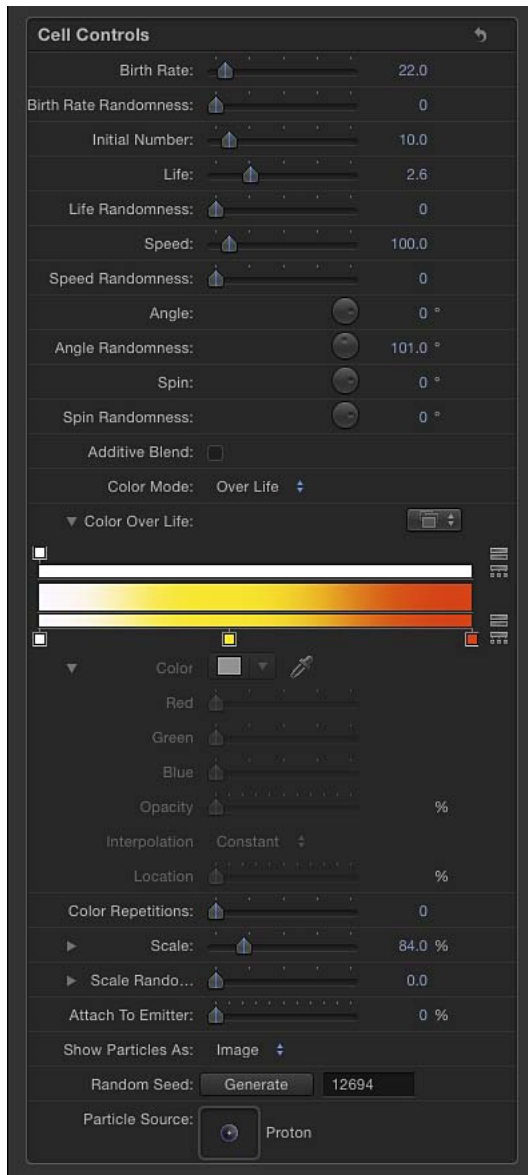 Cell Controls
Birth Rate: 22.0
Birth Rate Randomness: 0
Initial Number: 10.0
Life: 2.6
Life Randomness: 0
Speed: 100.0
Speed Randomness: 0
Angle: 0 °
Angle Randomness: 101.0 °
Spin: 0 °
Spin Randomness: 0 °
Additive Blend:
Color Mode: Over Life
Color Over Life:
Color
Red
Green
Blue
Opacity %
Interpolation Constant
Location %
Color Repetitions: 0
Scale: 84.0 %
Scale Rando... 0.0
Attach To Emitter: 0 %
Show Particles As: Image
Random Seed: Generate 12694
Particle Source: Proton